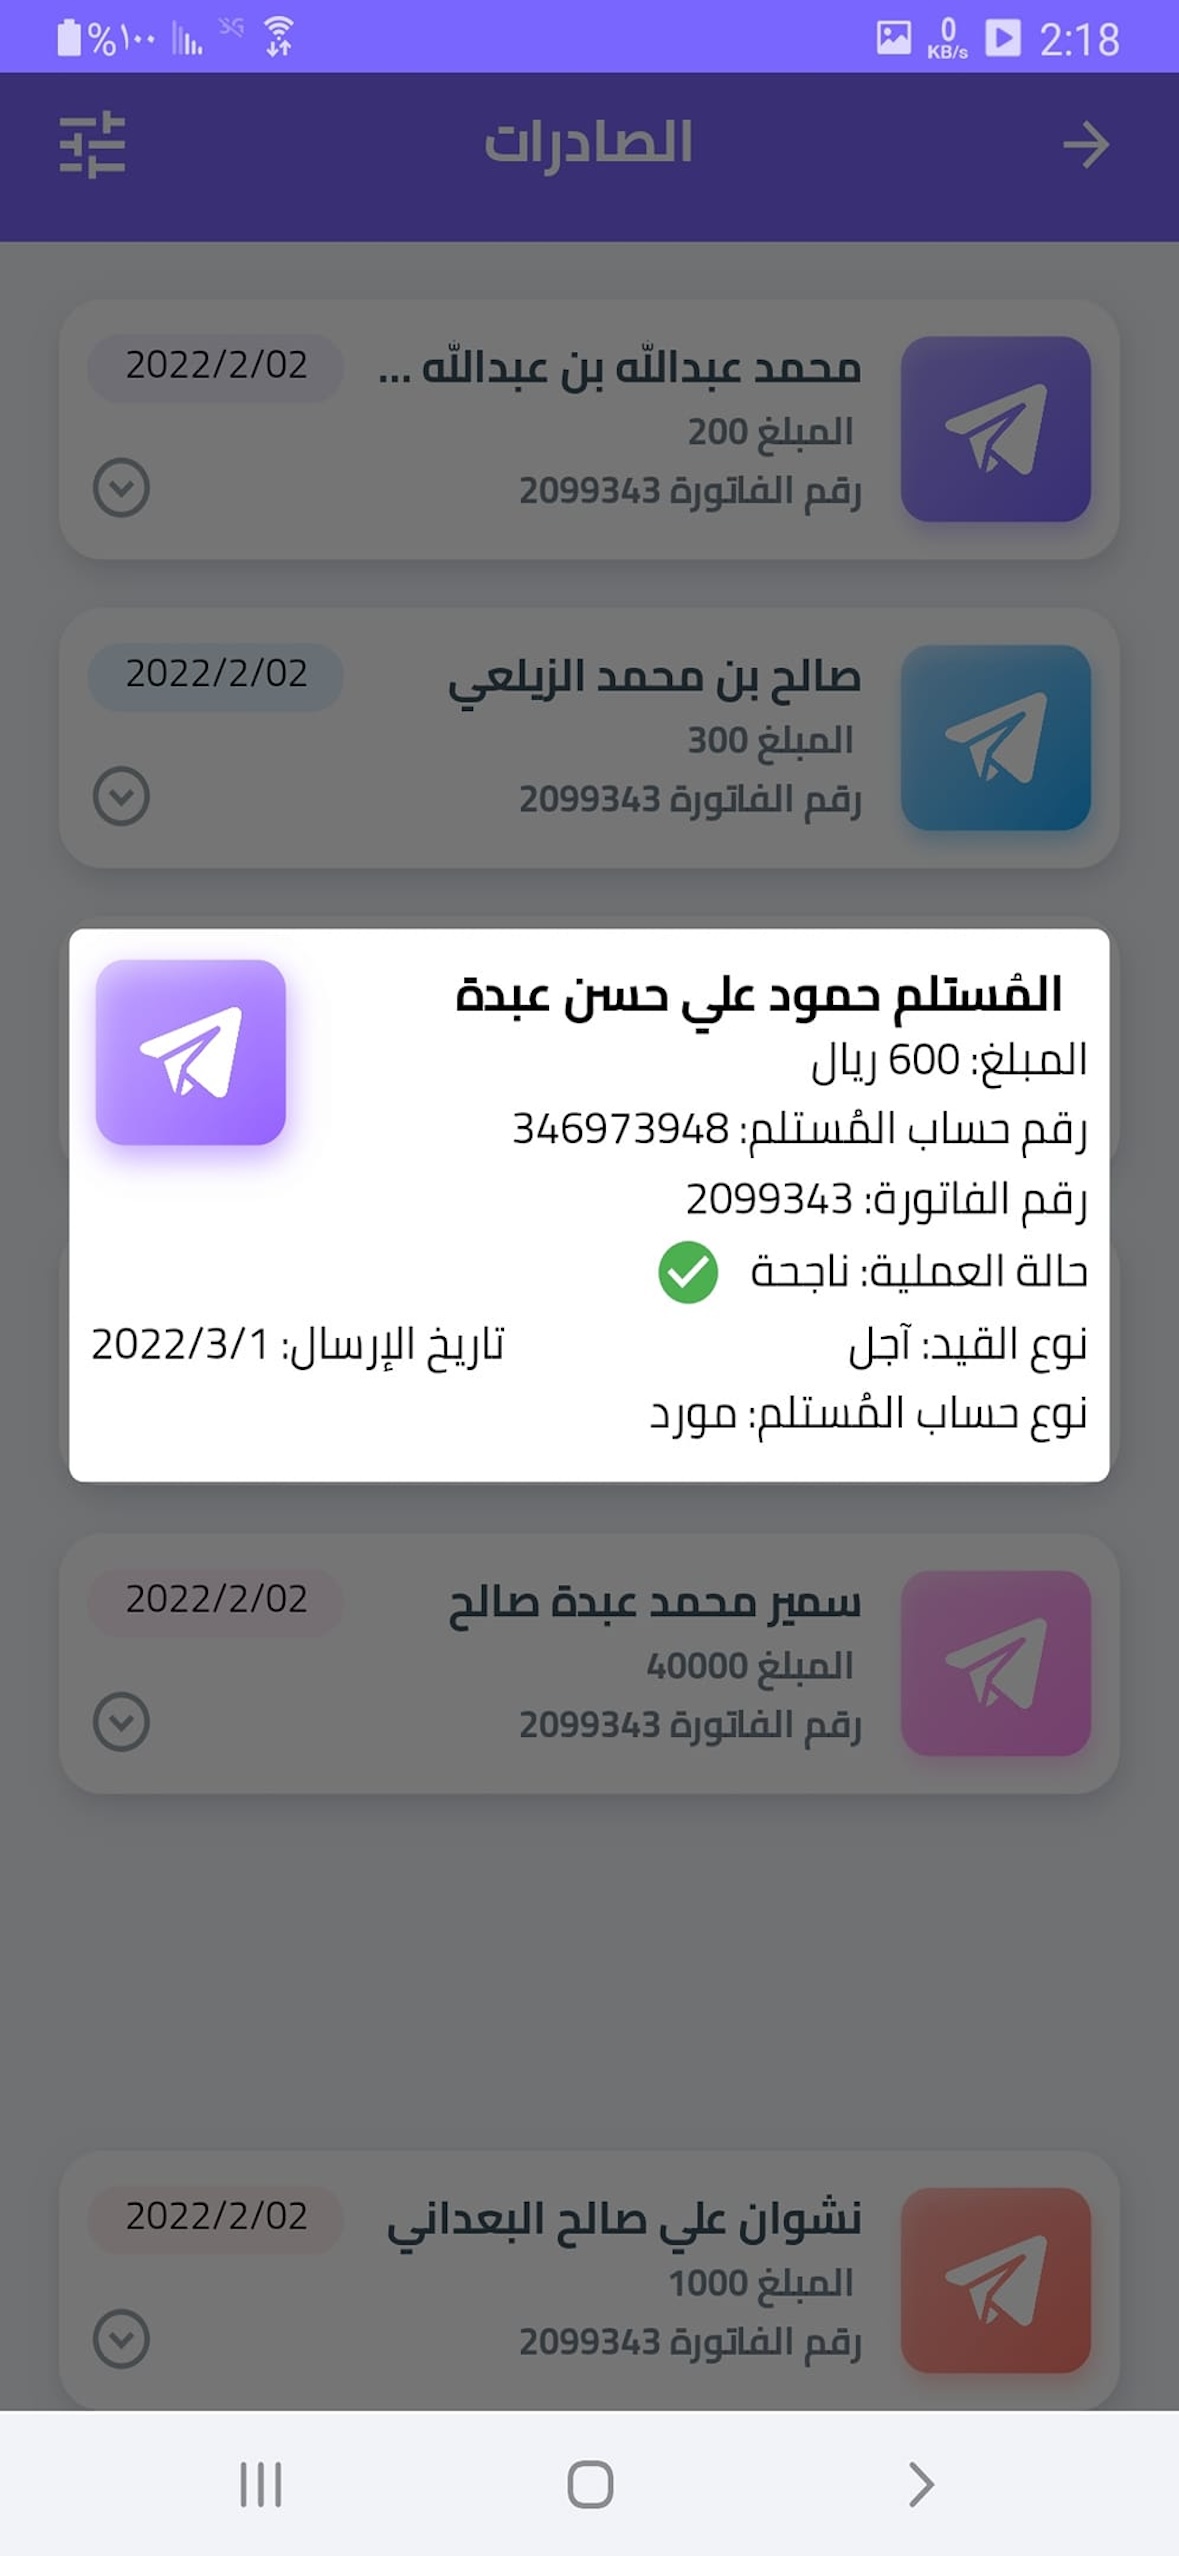 %١٠٠ 3G 0 KB/s 2:18
الصادرات
محمد عبدالله بن عبدالله ...
2022/2/02
المبلغ 200
رقم الفاتورة 2099343
صالح بن محمد الزيلعي
2022/2/02
المبلغ 300
رقم الفاتورة 2099343
المُستلم حمود علي حسن عبدة
المبلغ: 600 ريال
رقم حساب المُستلم: 346973948
رقم الفاتورة: 2099343
حالة العملية: ناجحة
نوع القيد: آجل
تاريخ الإرسال: 2022/3/1
نوع حساب المُستلم: مورد
سمير محمد عبدة صالح
2022/2/02
المبلغ 40000
رقم الفاتورة 2099343
نشوان علي صالح البعداني
2022/2/02
المبلغ 1000
رقم الفاتورة 2099343